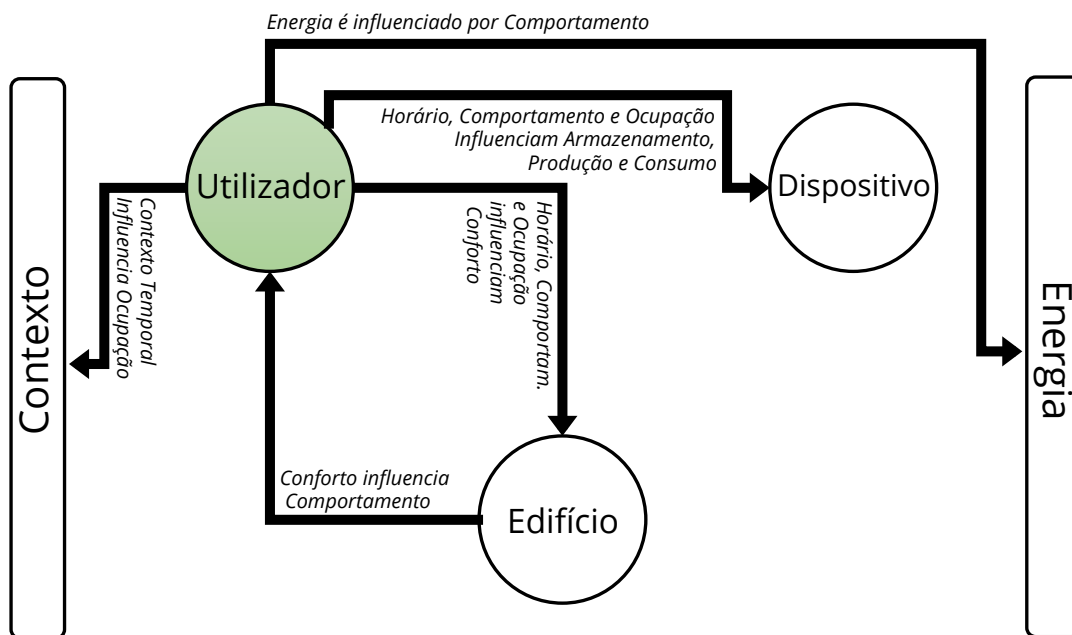 Energia é influenciado por Comportamento
Horário, Comportamento e Ocupação
Influenciam Armazenamento,
Produção e Consumo
Utilizador
Dispositivo
Contexto Temporal
Influencia Ocupação
Horário, Comportam.
e Ocupação
influenciam
Conforto
Contexto
Energia
Conforto influencia
Comportamento
Edifício